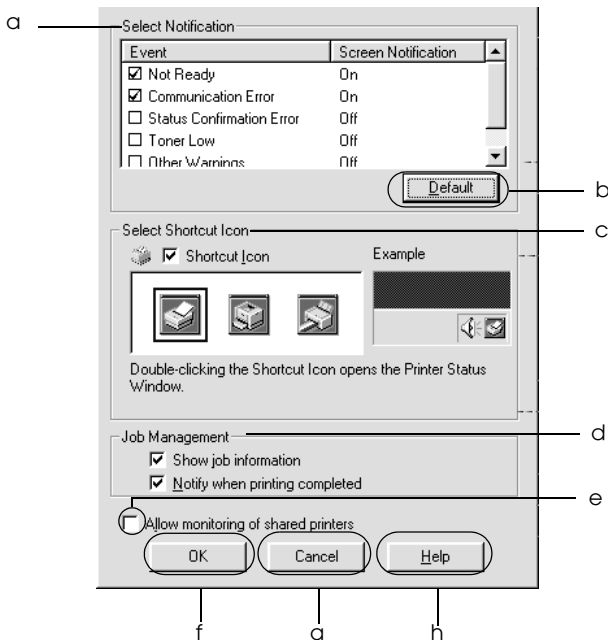 a
Select Notification
Event Screen Notification
Not Ready On
Communication Error On
Status Confirmation Error Off
Toner Low Off
Other Warnings Off
Default
b
Select Shortcut Icon
c
Shortcut Icon
Example
Double-clicking the Shortcut Icon opens the Printer Status
Window.
Job Management
d
Show job information
Notify when printing completed
e
Allow monitoring of shared printers
OK Cancel Help
f g h